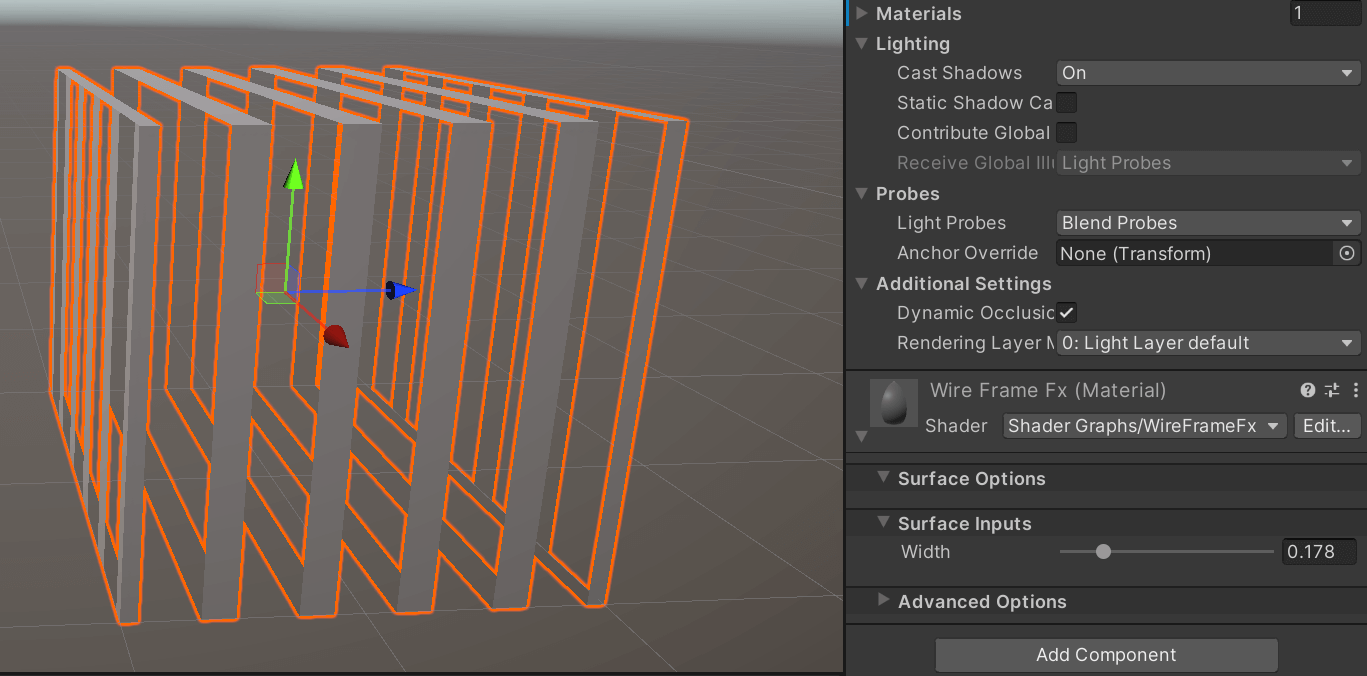 Materials 1
Lighting
Cast Shadows On
Static Shadow Ca
Contribute Global
Receive Global Illu Light Probes
Probes
Light Probes Blend Probes
Anchor Override None (Transform)
Additional Settings
Dynamic Occlusic
Rendering Layer M 0: Light Layer default
Wire Frame Fx (Material)
Shader Shader Graphs/WireFrameFx Edit...
Surface Options
Surface Inputs
Width 0.178
Advanced Options
Add Component